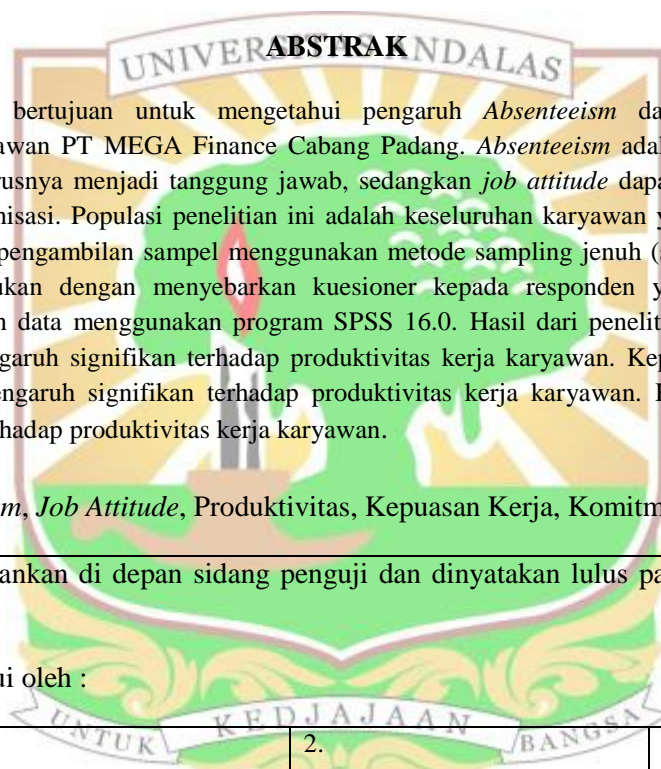 UNIVERSITAS ANDALAS
ABSTRAK
bertujuan untuk mengetahui pengaruh Absenteeism da
awan PT MEGA Finance Cabang Padang. Absenteeism adal
rusnya menjadi tanggung jawab, sedangkan job attitude dapa
nisasi. Populasi penelitian ini adalah keseluruhan karyawan y
pengambilan sampel menggunakan metode sampling jenuh (s
ukan dengan menyebarkan kuesioner kepada responden y
n data menggunakan program SPSS 16.0. Hasil dari penelit
ngaruh signifikan terhadap produktivitas kerja karyawan. Kep
engaruh signifikan terhadap produktivitas kerja karyawan.
hadap produktivitas kerja karyawan.
m, Job Attitude, Produktivitas, Kepuasan Kerja, Komitm
ankan di depan sidang penguji dan dinyatakan lulus pa
ui oleh :
UNTUK KEDJAJAAN BANGSA
2.